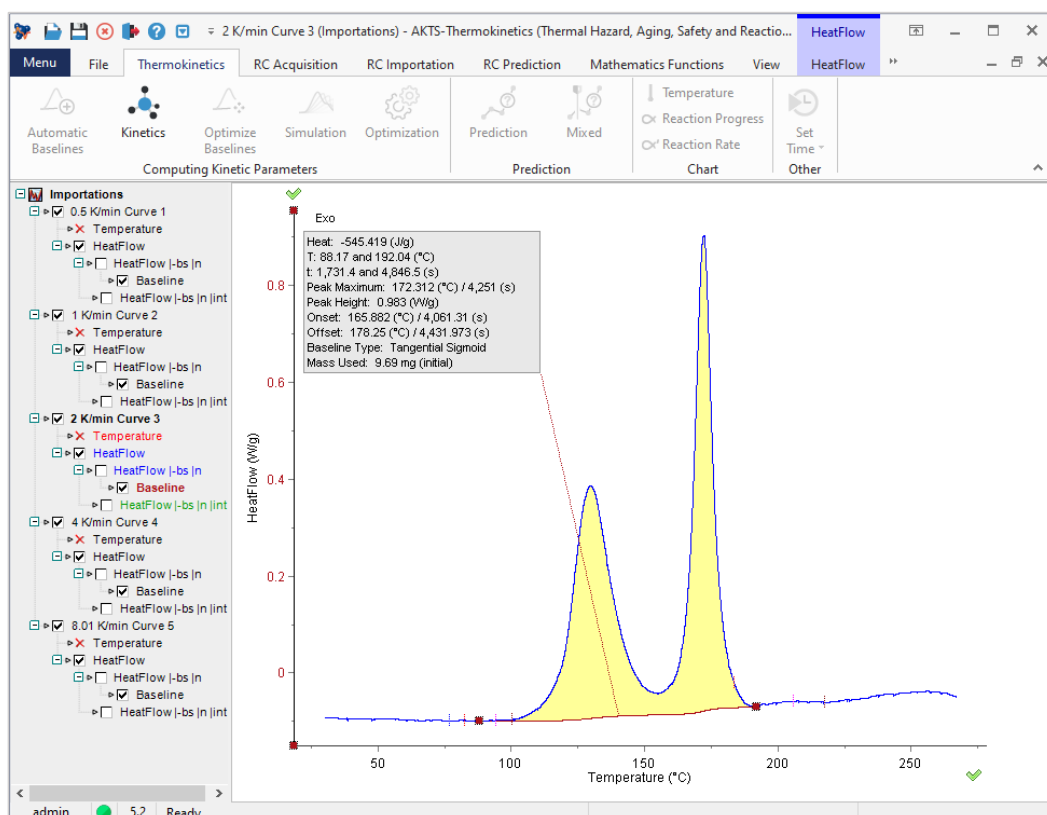 2 K/min Curve 3 (Importations) - AKTS-Thermokinetics (Thermal Hazard, Aging, Safety and Reactio...
HeatFlow
Menu
File
Thermokinetics
RC Acquisition
RC Importation
RC Prediction
Mathematics Functions
View
HeatFlow
Automatic
Baselines
Kinetics
Optimize
Baselines
Simulation
Optimization
Prediction
Mixed
Temperature
α Reaction Progress
α' Reaction Rate
Set
Time
Computing Kinetic Parameters
Prediction
Chart
Other
Importations
0.5 K/min Curve 1
Temperature
HeatFlow
HeatFlow |-bs |n
Baseline
HeatFlow |-bs |n |int
1 K/min Curve 2
Temperature
HeatFlow
HeatFlow |-bs |n
Baseline
HeatFlow |-bs |n |int
2 K/min Curve 3
Temperature
HeatFlow
HeatFlow |-bs |n
Baseline
HeatFlow |-bs |n |int
4 K/min Curve 4
Temperature
HeatFlow
HeatFlow |-bs |n
Baseline
HeatFlow |-bs |n |int
8.01 K/min Curve 5
Temperature
HeatFlow
HeatFlow |-bs |n
Baseline
HeatFlow |-bs |n |int
Exo
Heat: -545.419 (J/g)
T: 88.17 and 192.04 (°C)
t: 1,731.4 and 4,846.5 (s)
Peak Maximum: 172.312 (°C) / 4,251 (s)
Peak Height: 0.983 (W/g)
Onset: 165.882 (°C) / 4,061.31 (s)
Offset: 178.25 (°C) / 4,431.973 (s)
Baseline Type: Tangential Sigmoid
Mass Used: 9.69 mg (initial)
HeatFlow (W/g)
0.8
0.6
0.4
0.2
0
50
100
150
200
250
Temperature (°C)
admin
5.2
Ready